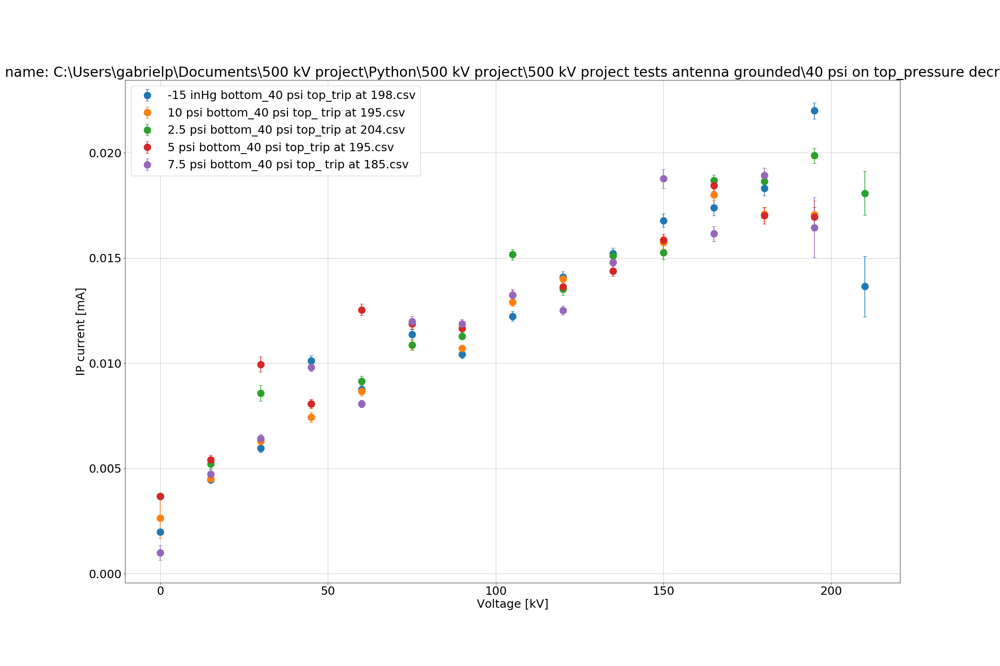 name: C:\Users\gabrielp\Documents\500 kV project\Python\500 kV project\500 kV project tests antenna grounded\40 psi on top_pressure decr
-15 inHg bottom_40 psi top_trip at 198.csv
10 psi bottom_40 psi top_ trip at 195.csv
2.5 psi bottom_40 psi top_trip at 204.csv
5 psi bottom_40 psi top_trip at 195.csv
7.5 psi bottom_40 psi top_ trip at 185.csv
0.020
0.015
0.010
0.005
0.000
IP current [mA]
0 50 100 150 200
Voltage [kV]